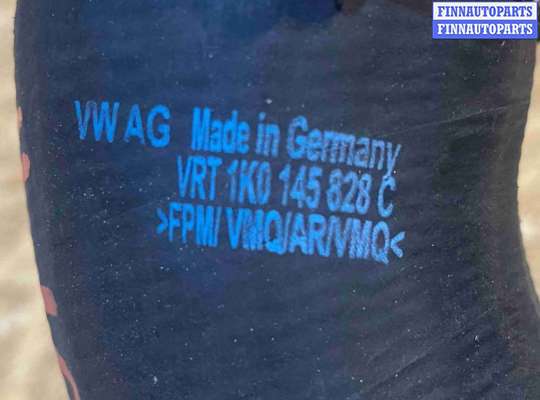 FINNAUTOPARTS
FINNAUTOPARTS
VW AG Made in Germany
VRT 1K0 145 828 C
>FPM/ VMQ/AR/VMQ<